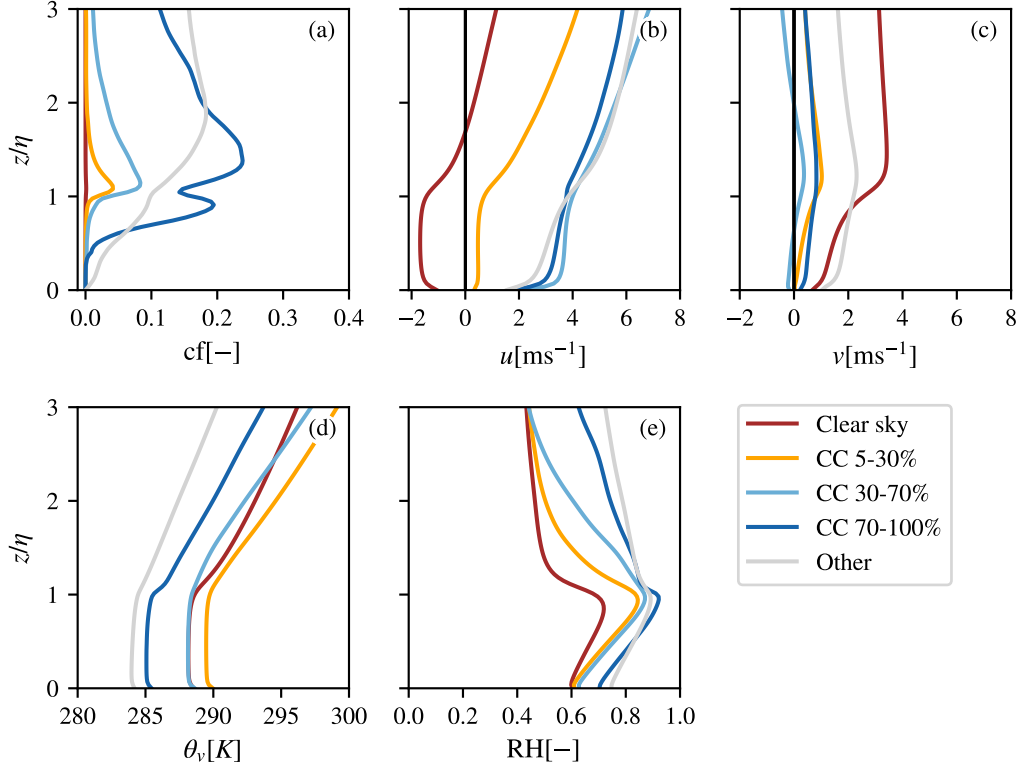 3
2
1
0
z/η
(a)
0.0 0.1 0.2 0.3 0.4
cf[−]
(b)
−2 0 2 4 6 8
u[ms⁻¹]
(c)
−2 0 2 4 6 8
v[ms⁻¹]
3
2
1
0
z/η
(d)
280 285 290 295 300
θᵥ[K]
(e)
0.0 0.2 0.4 0.6 0.8 1.0
RH[−]
Clear sky
CC 5-30%
CC 30-70%
CC 70-100%
Other